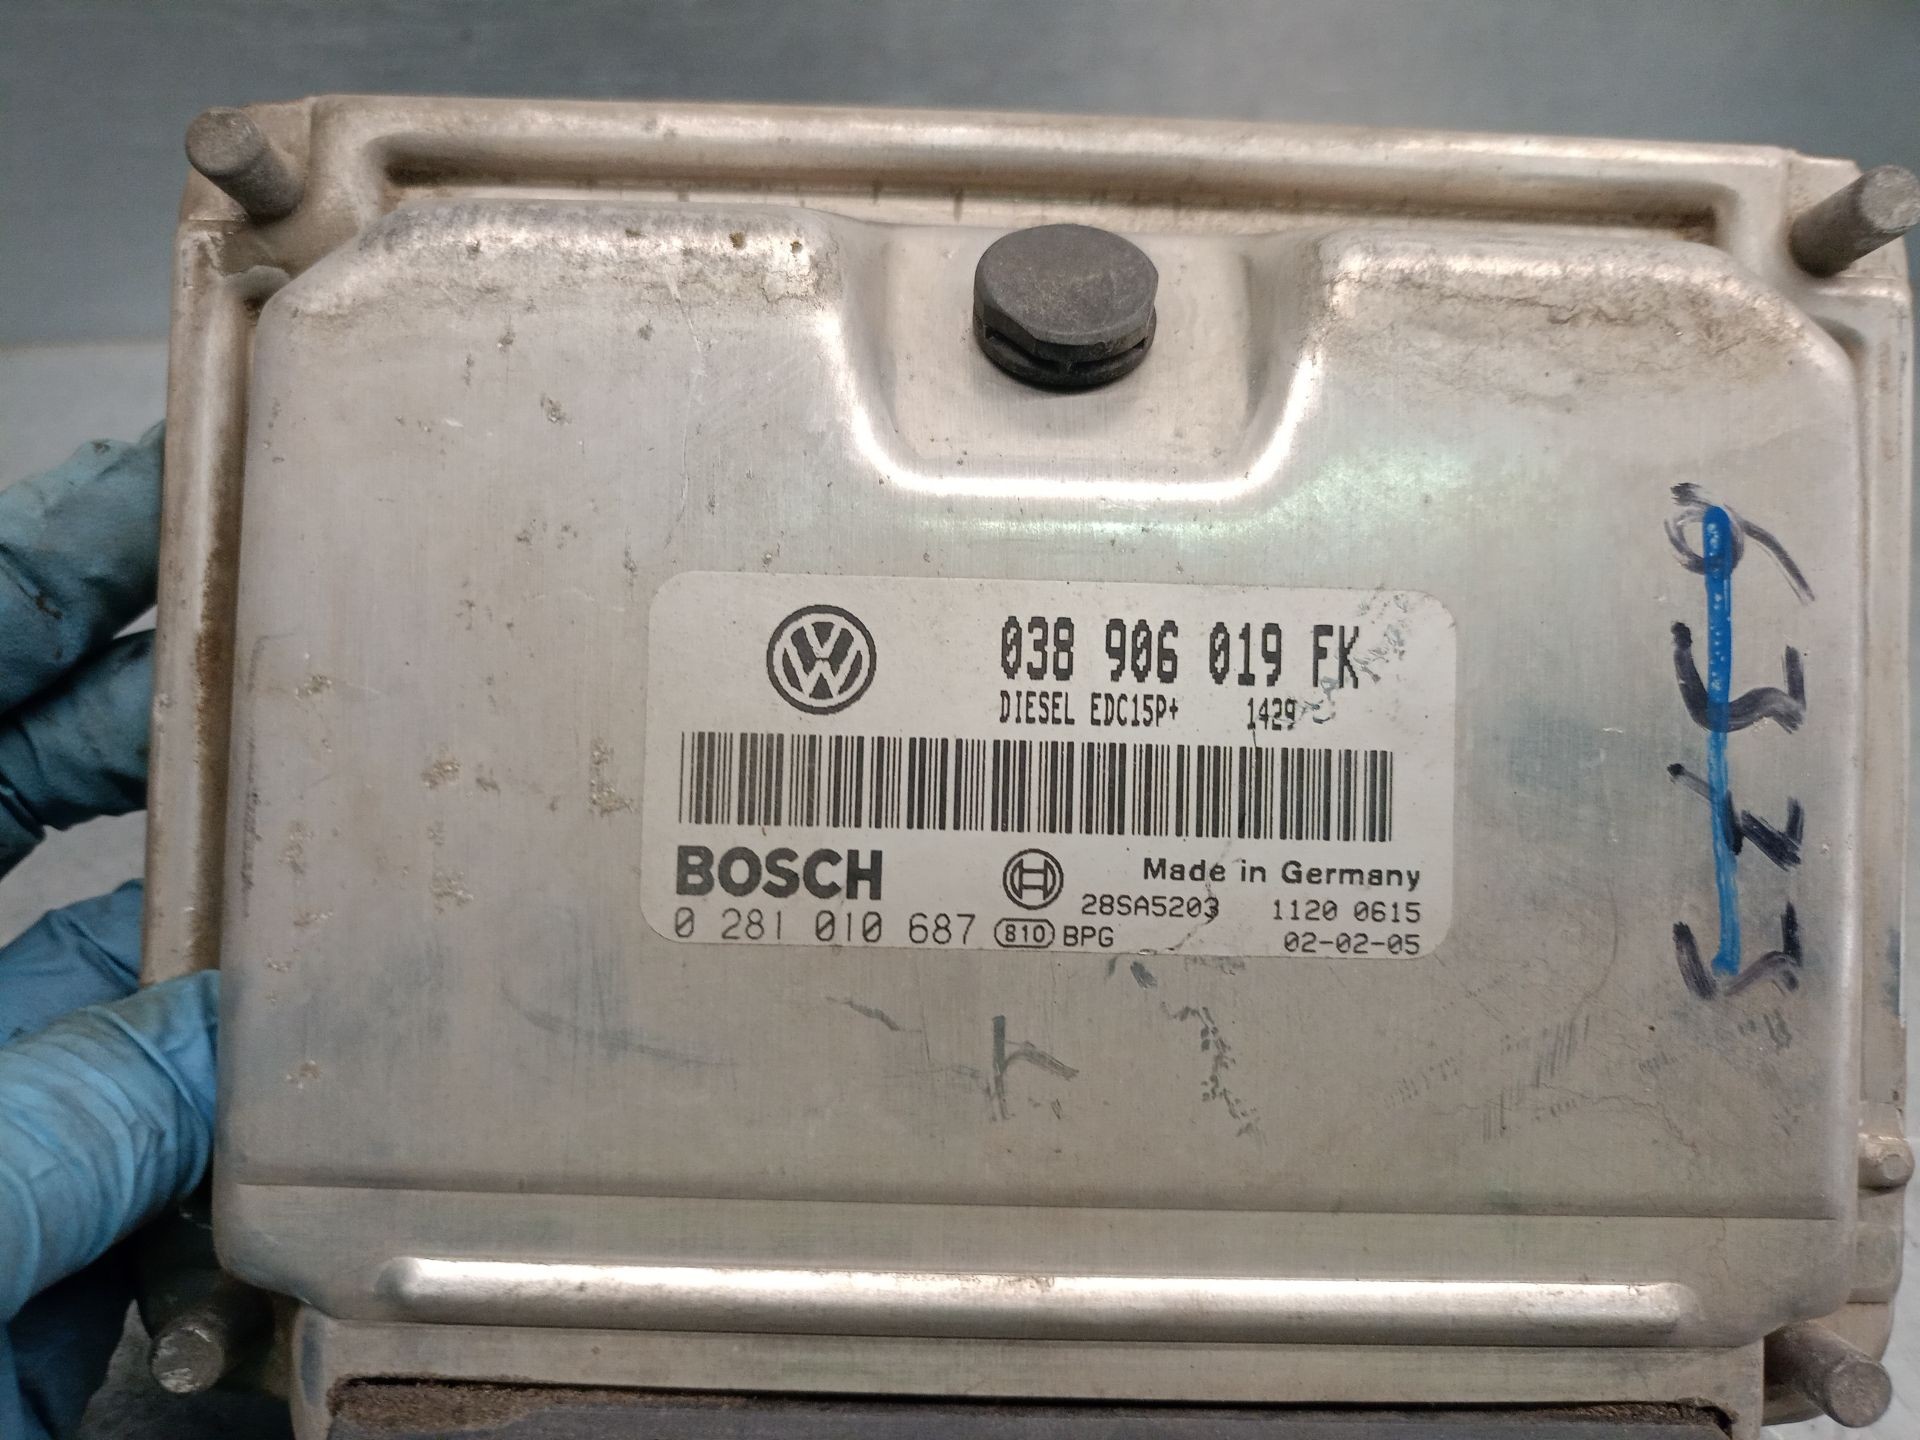 038 906 019 FK
DIESEL EDC15P+ 1429
BOSCH
Made in Germany
28SA5203 1120 0615
0 281 010 687 810 BPG 02-02-05